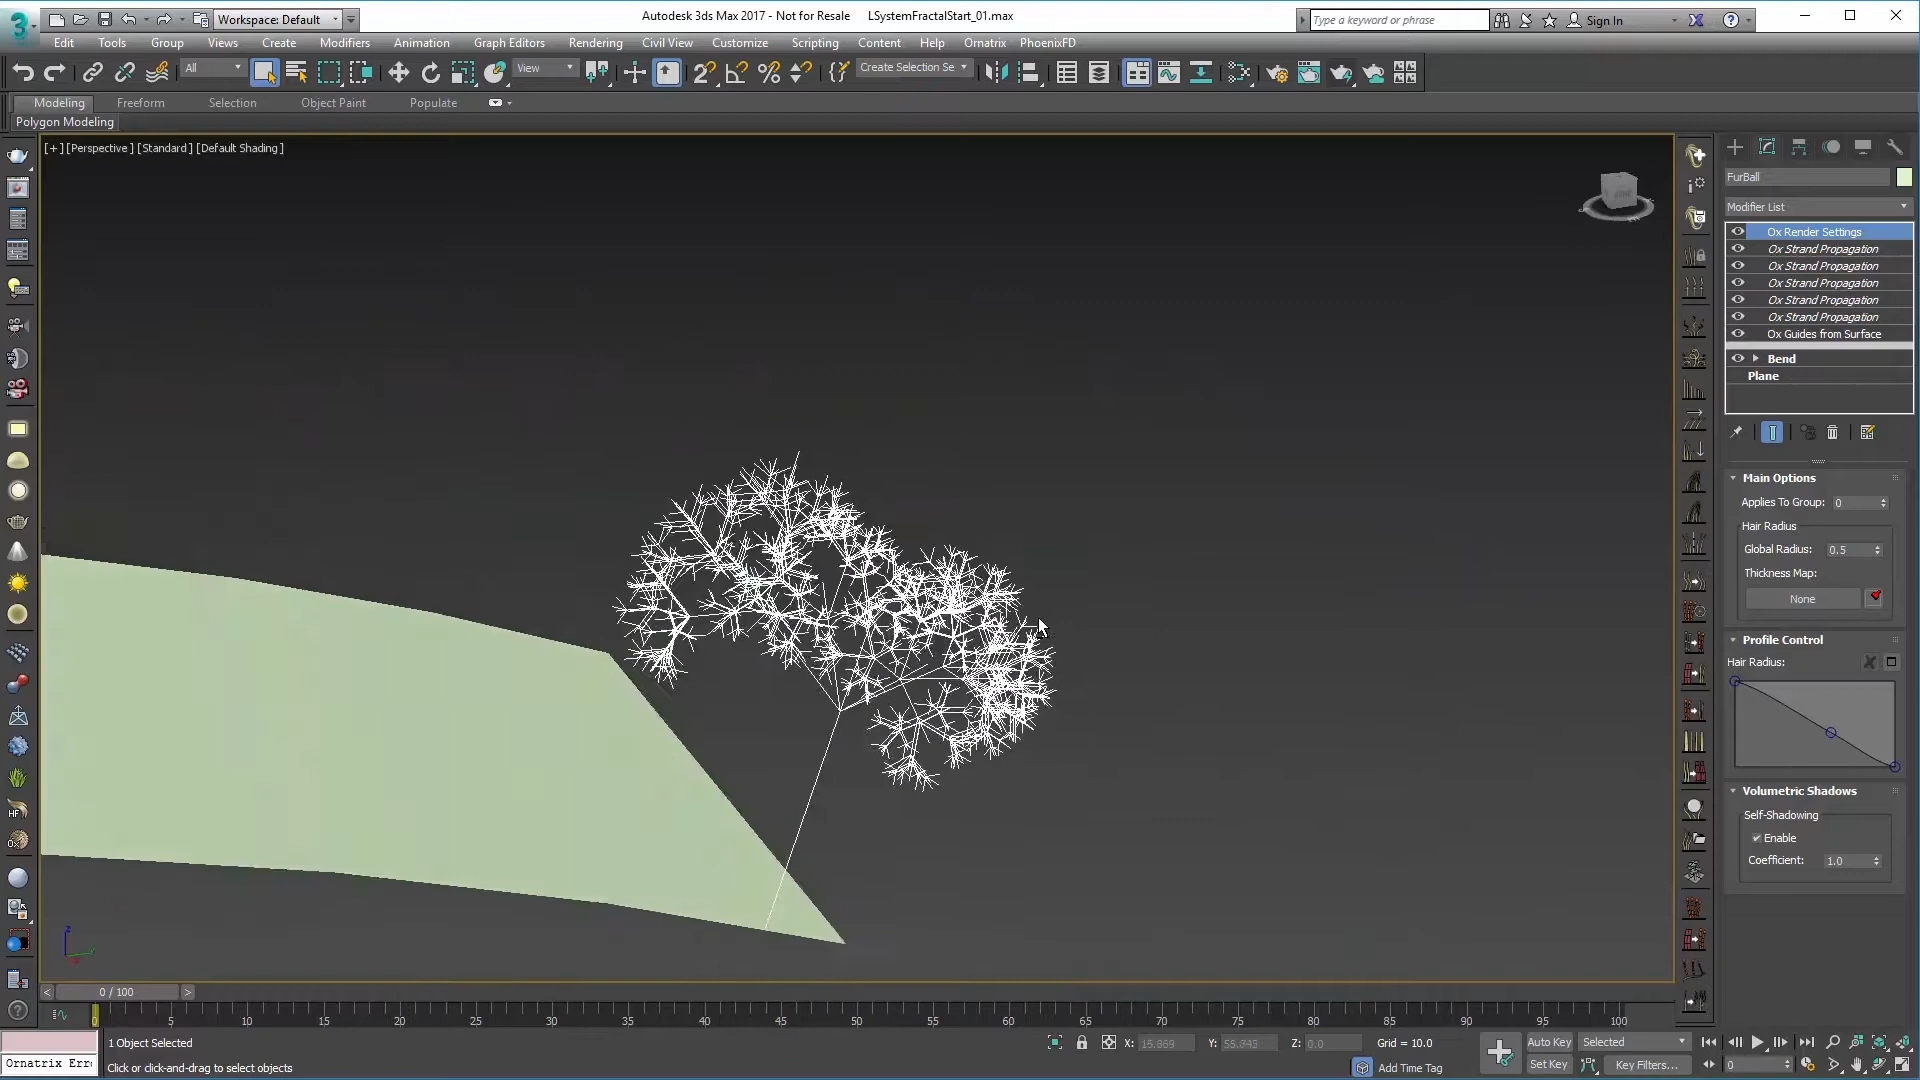 3
Workspace: Default
Autodesk 3ds Max 2017 - Not for Resale    LSystemFractalStart_01.max
Type a keyword or phrase
Sign In
Edit Tools Group Views Create Modifiers Animation Graph Editors Rendering Civil View Customize Scripting Content Help Ornatrix PhoenixFD
All
View
Create Selection Se
Modeling Freeform Selection Object Paint Populate
Polygon Modeling
[+] [Perspective ] [Standard ] [Default Shading ]
FurBall
Modifier List
Ox Render Settings
Ox Strand Propagation
Ox Strand Propagation
Ox Strand Propagation
Ox Strand Propagation
Ox Strand Propagation
Ox Guides from Surface
Bend
Plane
Main Options
Applies To Group: 0
Hair Radius
Global Radius: 0.5
Thickness Map:
None
Profile Control
Hair Radius:
Volumetric Shadows
Self-Shadowing
Enable
Coefficient: 1.0
HF
z
< 0 / 100 >
0 5 10 15 20 25 30 35 40 45 50 55 60 65 70 75 80 85 90 95 100
1 Object Selected
X: 15.669 Y: 55.843 Z: 0.0
Grid = 10.0
Auto Key Selected
Ornatrix Err
Click or click-and-drag to select objects
Add Time Tag
Set Key Key Filters...
0